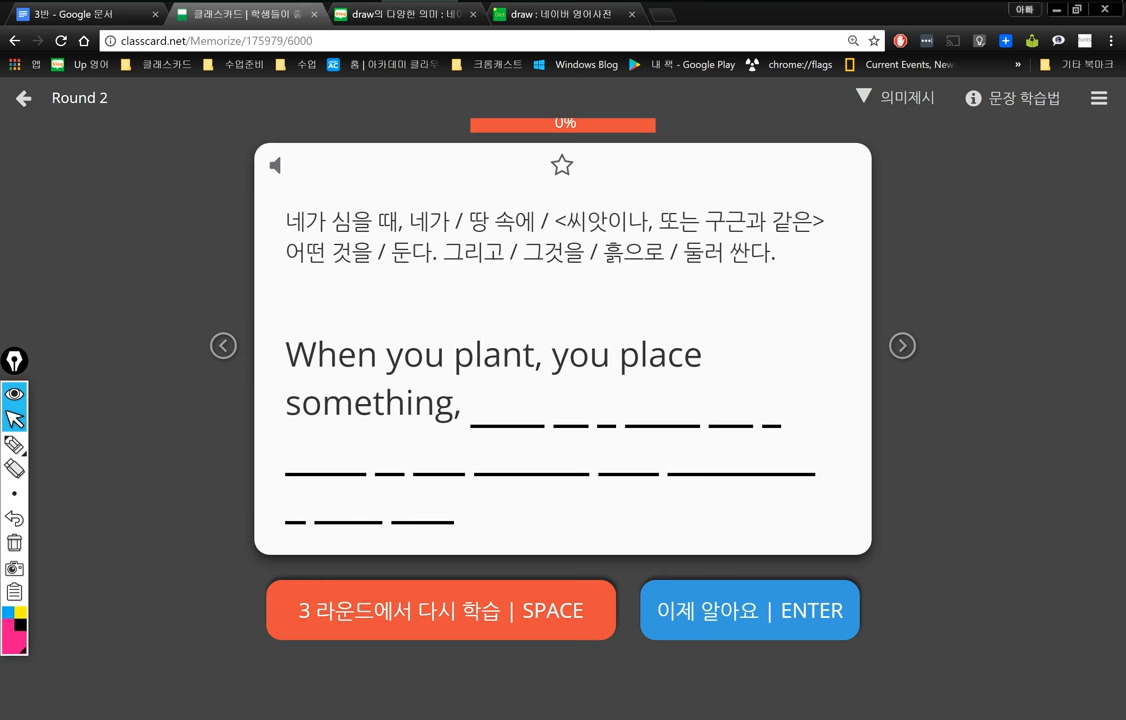 3반 - Google 문서
클래스카드 | 학생들이 좋
draw의 다양한 의미 : 네이
draw : 네이버 영어사전
아빠
classcard.net/Memorize/175979/6000
앱
Up 영어
클래스카드
수업준비
수업
홈 | 아카데미 클라우
크롬캐스트
Windows Blog
내 책 - Google Play
chrome://flags
Current Events, New
»
기타 북마크
Round 2
의미제시
문장 학습법
0%
네가 심을 때, 네가 / 땅 속에 / <씨앗이나, 또는 구근과 같은>
어떤 것을 / 둔다. 그리고 / 그것을 / 흙으로 / 둘러 싼다.
When you plant, you place
something,
3 라운드에서 다시 학습 | SPACE
이제 알아요 | ENTER